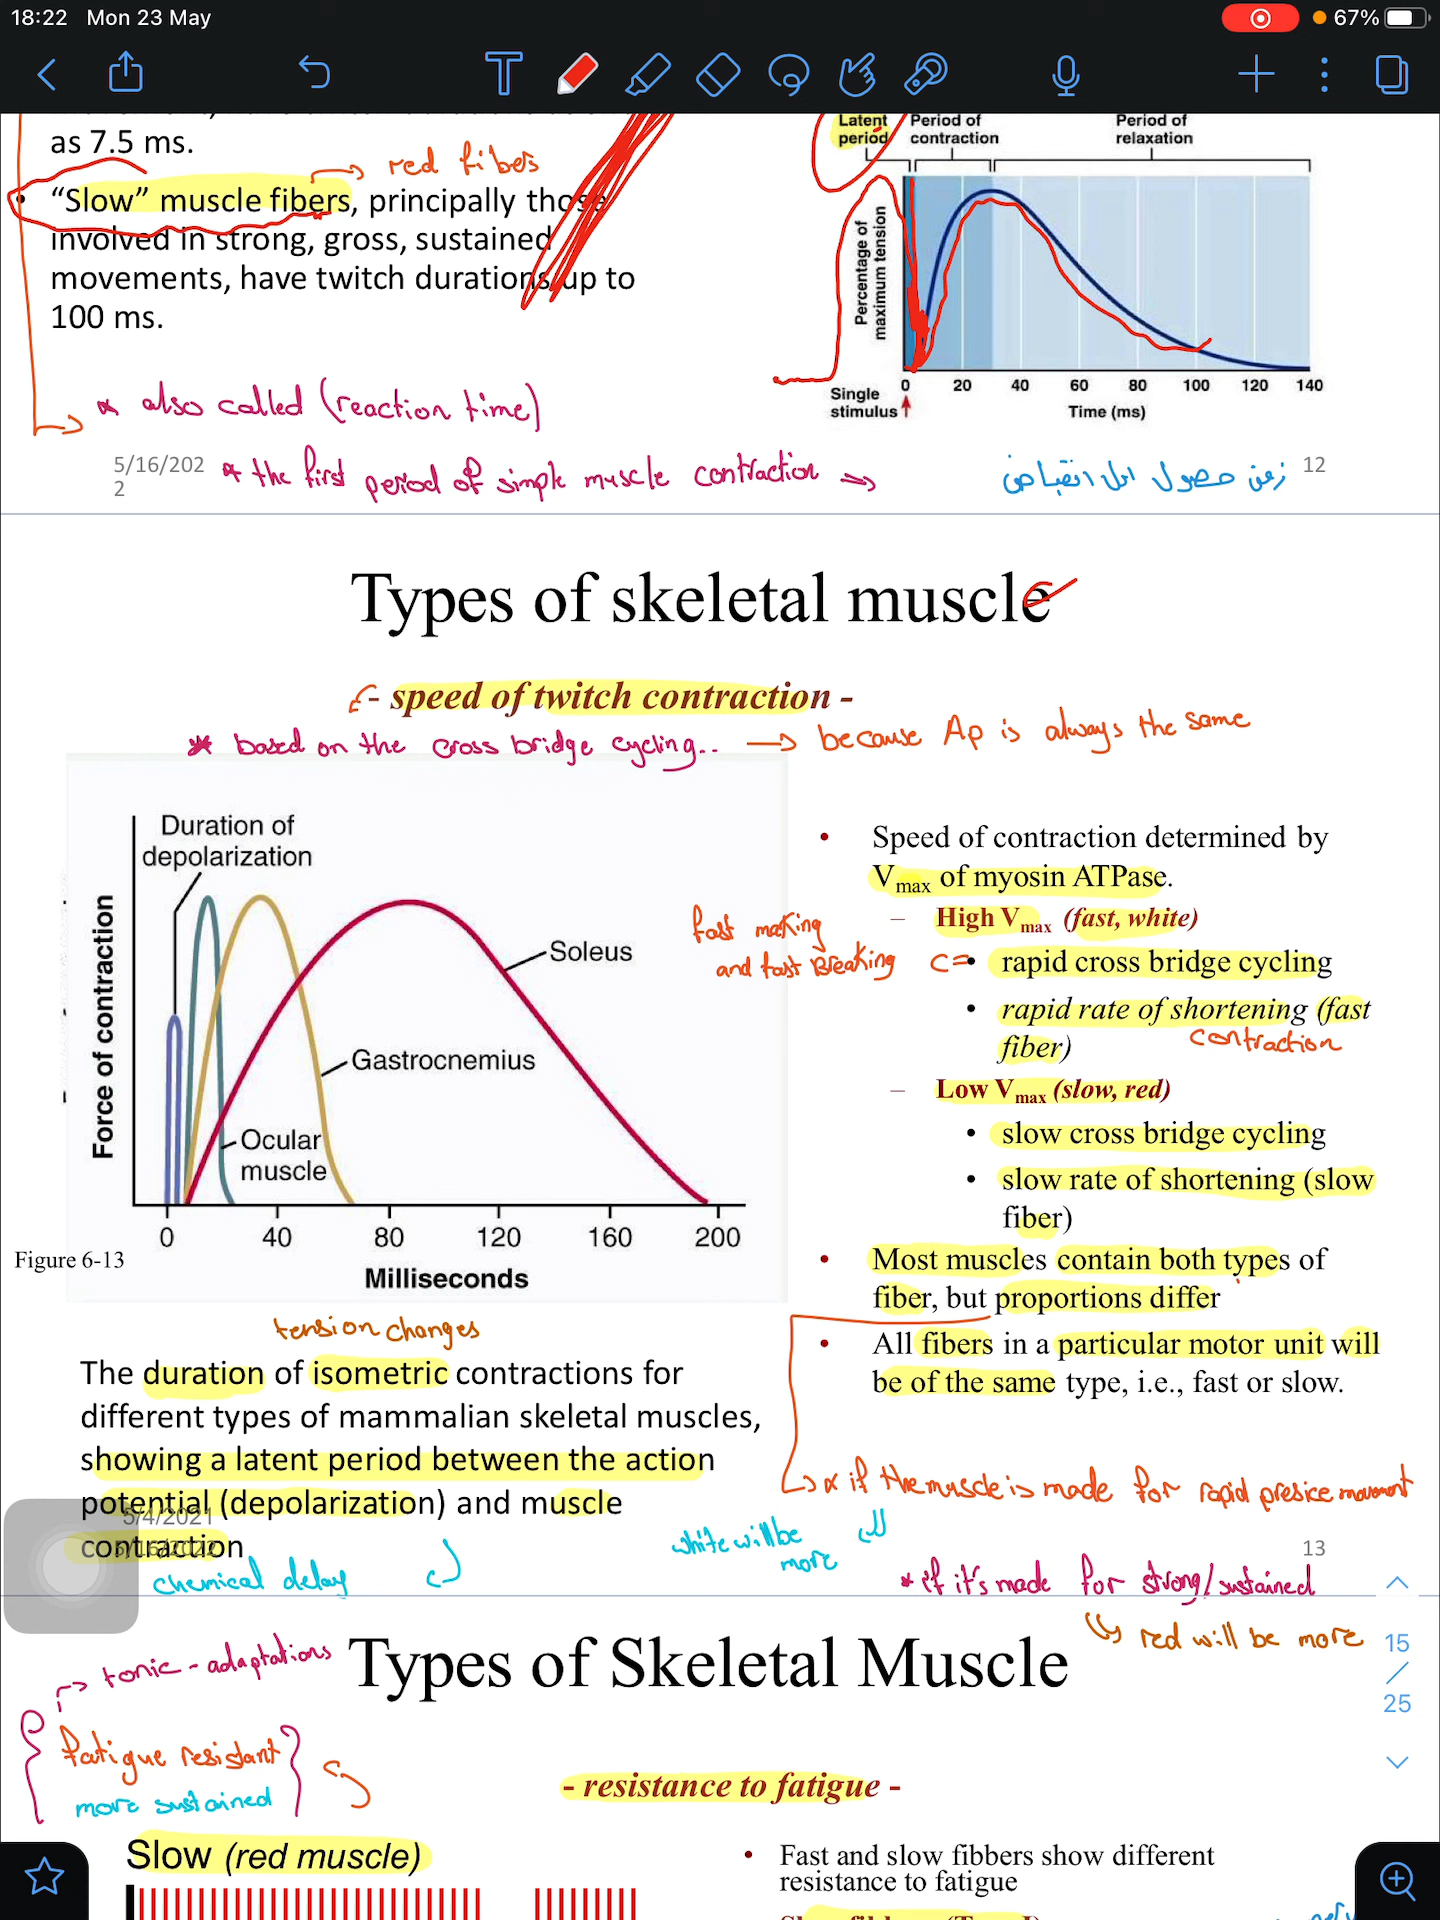 18:22 Mon 23 May
67%
as 7.5 ms.
→ red fibers
• “Slow” muscle fibers, principally those
involved in strong, gross, sustained
movements, have twitch durations up to
100 ms.
Latent
period
Period of
contraction
Period of
relaxation
Percentage of
maximum tension
0 20 40 60 80 100 120 140
Single
stimulus
Time (ms)
* also called (reaction time)
5/16/202
2
* the first period of simple muscle contraction ⇒
زمن حصول ال انقباض
12
Types of skeletal muscle
- speed of twitch contraction -
* based on the cross bridge cycling.. → because Ap is always the same
Duration of
depolarization
Force of contraction
Soleus
Gastrocnemius
Ocular
muscle
0 40 80 120 160 200
Milliseconds
Figure 6-13
• Speed of contraction determined by
Vmax of myosin ATPase.
– High Vmax (fast, white)
fast making
and fast Breaking
• rapid cross bridge cycling
• rapid rate of shortening (fast
fiber)
contraction
– Low Vmax (slow, red)
• slow cross bridge cycling
• slow rate of shortening (slow
fiber)
• Most muscles contain both types of
fiber, but proportions differ
• All fibers in a particular motor unit will
be of the same type, i.e., fast or slow.
tension changes
The duration of isometric contractions for
different types of mammalian skeletal muscles,
showing a latent period between the action
potential (depolarization) and muscle
contraction
5/4/2021
5/16/2022
chemical delay
* if the muscle is made for rapid presice movement
white will be
more
13
* if it's made for strong/sustained
red will be more
15
/
25
→ tonic - adaptations
Types of Skeletal Muscle
fatigue resistant
more sustained
- resistance to fatigue -
Slow (red muscle)
• Fast and slow fibbers show different
resistance to fatigue